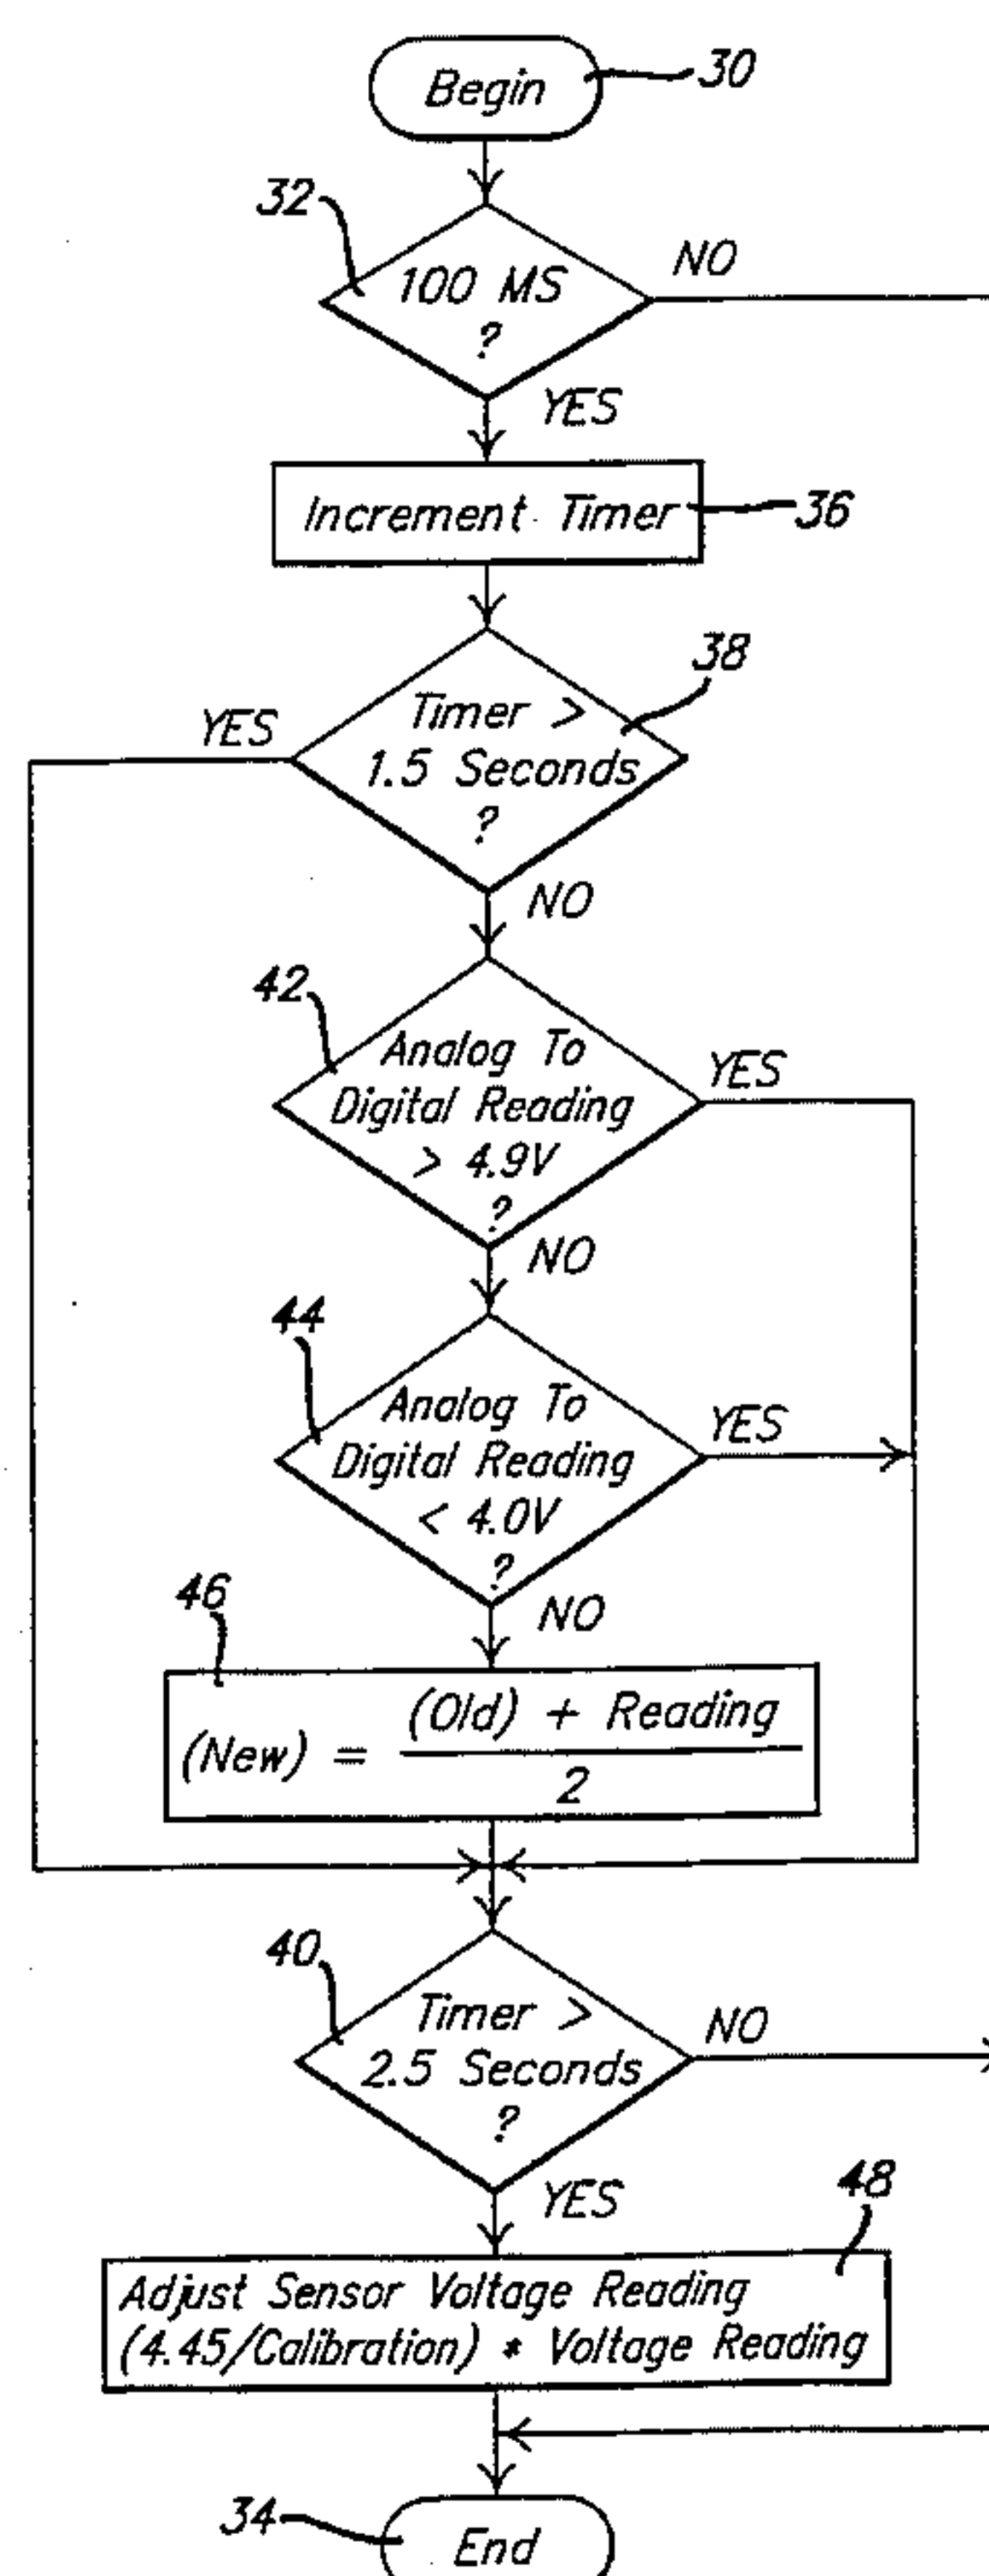 Begin
30
32
100 MS
?
NO
YES
Increment Timer
36
38
Timer >
1.5 Seconds
?
YES
NO
42
Analog To
Digital Reading
> 4.9V
?
YES
NO
44
Analog To
Digital Reading
< 4.0V
?
YES
NO
46
(New) = (Old) + Reading
2
40
Timer >
2.5 Seconds
?
NO
YES
48
Adjust Sensor Voltage Reading
(4.45/Calibration) * Voltage Reading
34
End